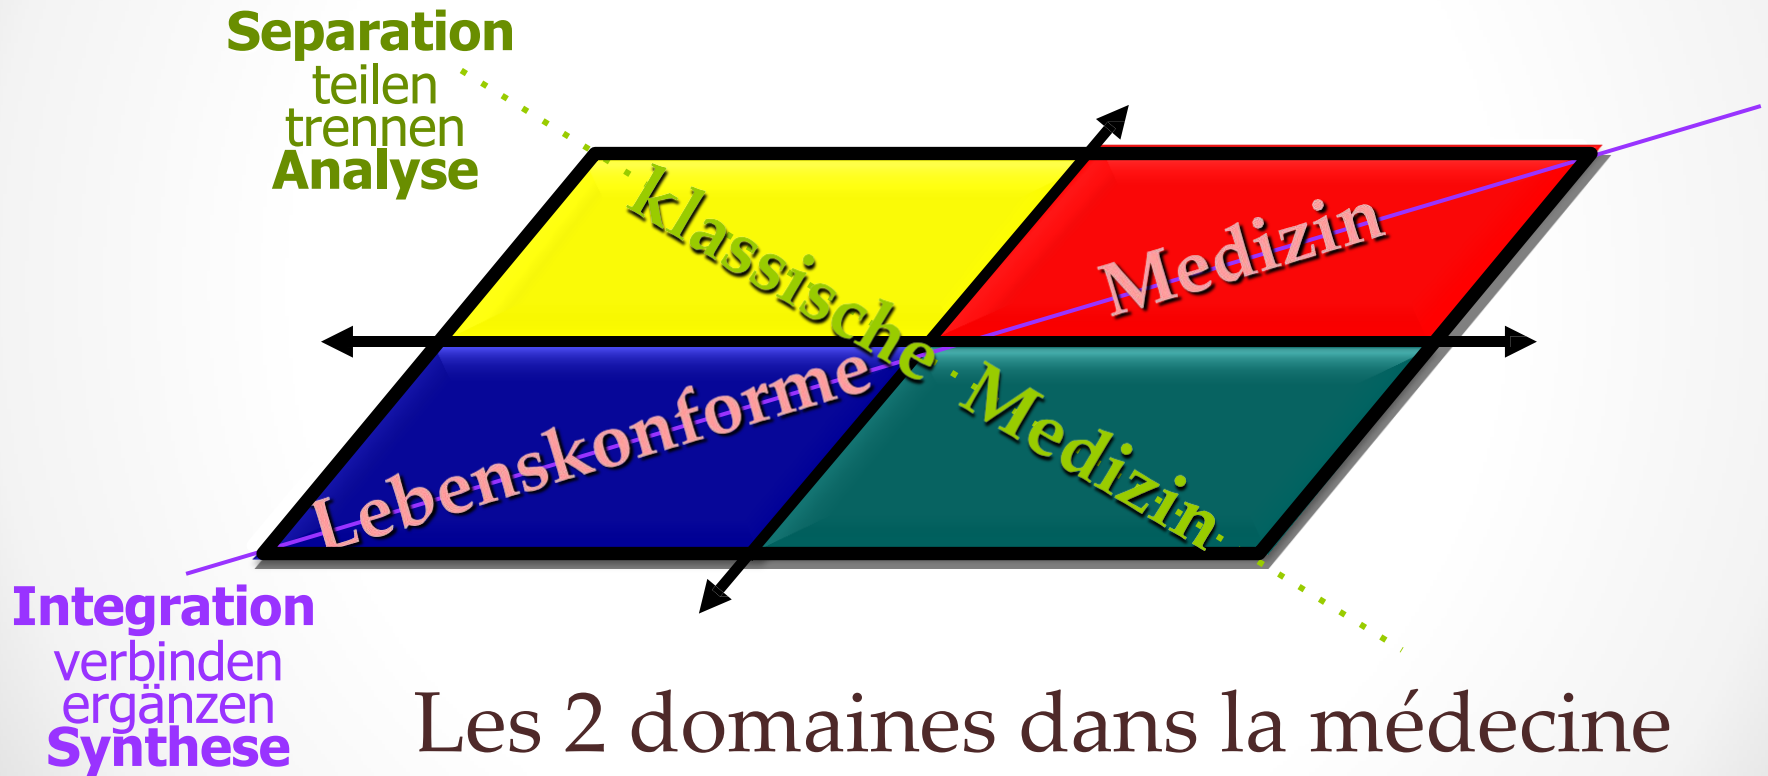 Separation
teilen
trennen
Analyse
klassische Medizin
Lebenskonforme Medizin
Integration
verbinden
ergänzen
Synthese
Les 2 domaines dans la médecine